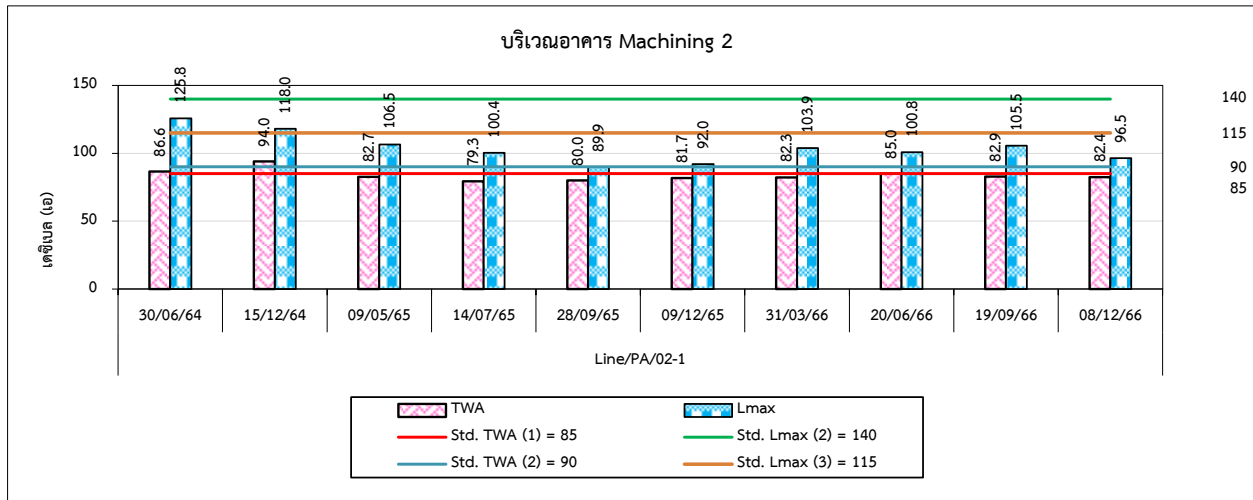 บริเวณอาคาร Machining 2
เดซิเบล (เอ)
150
100
50
0
86.6 125.8 94.0 118.0 82.7 106.5 79.3 100.4 80.0 89.9 81.7 92.0 82.3 103.9 85.0 100.8 82.9 105.5 82.4 96.5
140
115
90
85
30/06/64 15/12/64 09/05/65 14/07/65 28/09/65 09/12/65 31/03/66 20/06/66 19/09/66 08/12/66
Line/PA/02-1
TWA Lmax
Std. TWA (1) = 85 Std. Lmax (2) = 140
Std. TWA (2) = 90 Std. Lmax (3) = 115